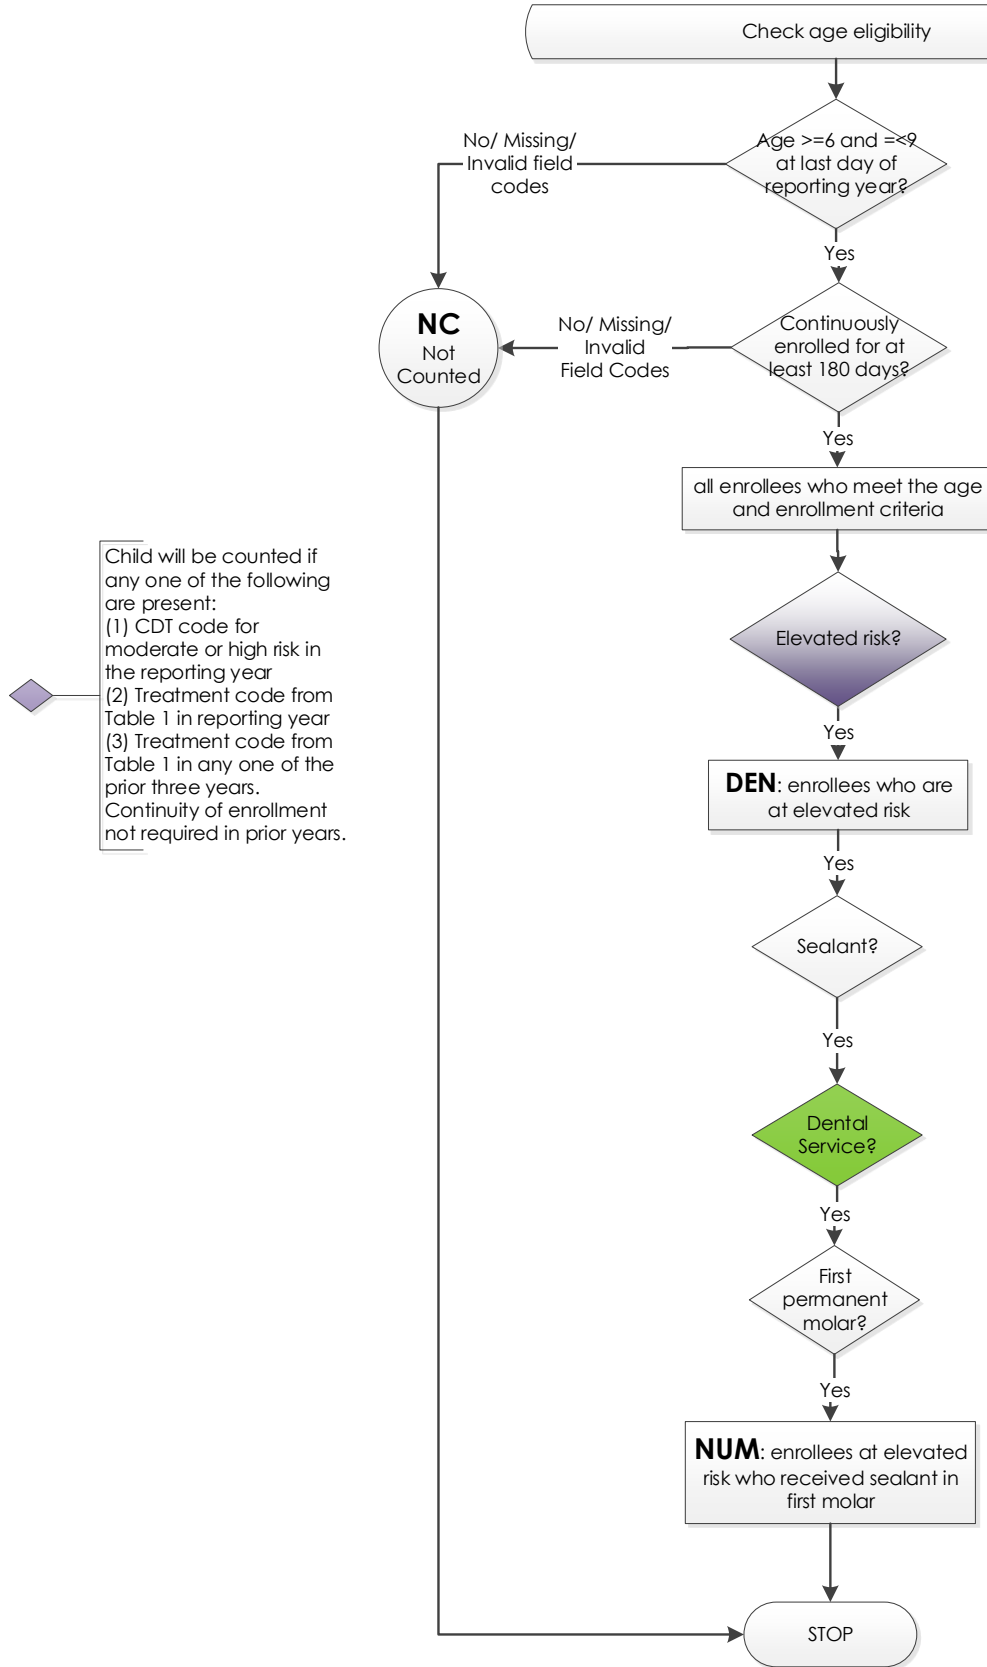 Check age eligibility
Age >=6 and =<9
at last day of
reporting year?
No/ Missing/
Invalid field
codes
Yes
NC
Not
Counted
No/ Missing/
Invalid
Field Codes
Continuously
enrolled for at
least 180 days?
Yes
all enrollees who meet the age
and enrollment criteria
Child will be counted if
any one of the following
are present:
(1) CDT code for
moderate or high risk in
the reporting year
(2) Treatment code from
Table 1 in reporting year
(3) Treatment code from
Table 1 in any one of the
prior three years.
Continuity of enrollment
not required in prior years.
Elevated risk?
Yes
DEN: enrollees who are
at elevated risk
Yes
Sealant?
Yes
Dental
Service?
Yes
First
permanent
molar?
Yes
NUM: enrollees at elevated
risk who received sealant in
first molar
STOP